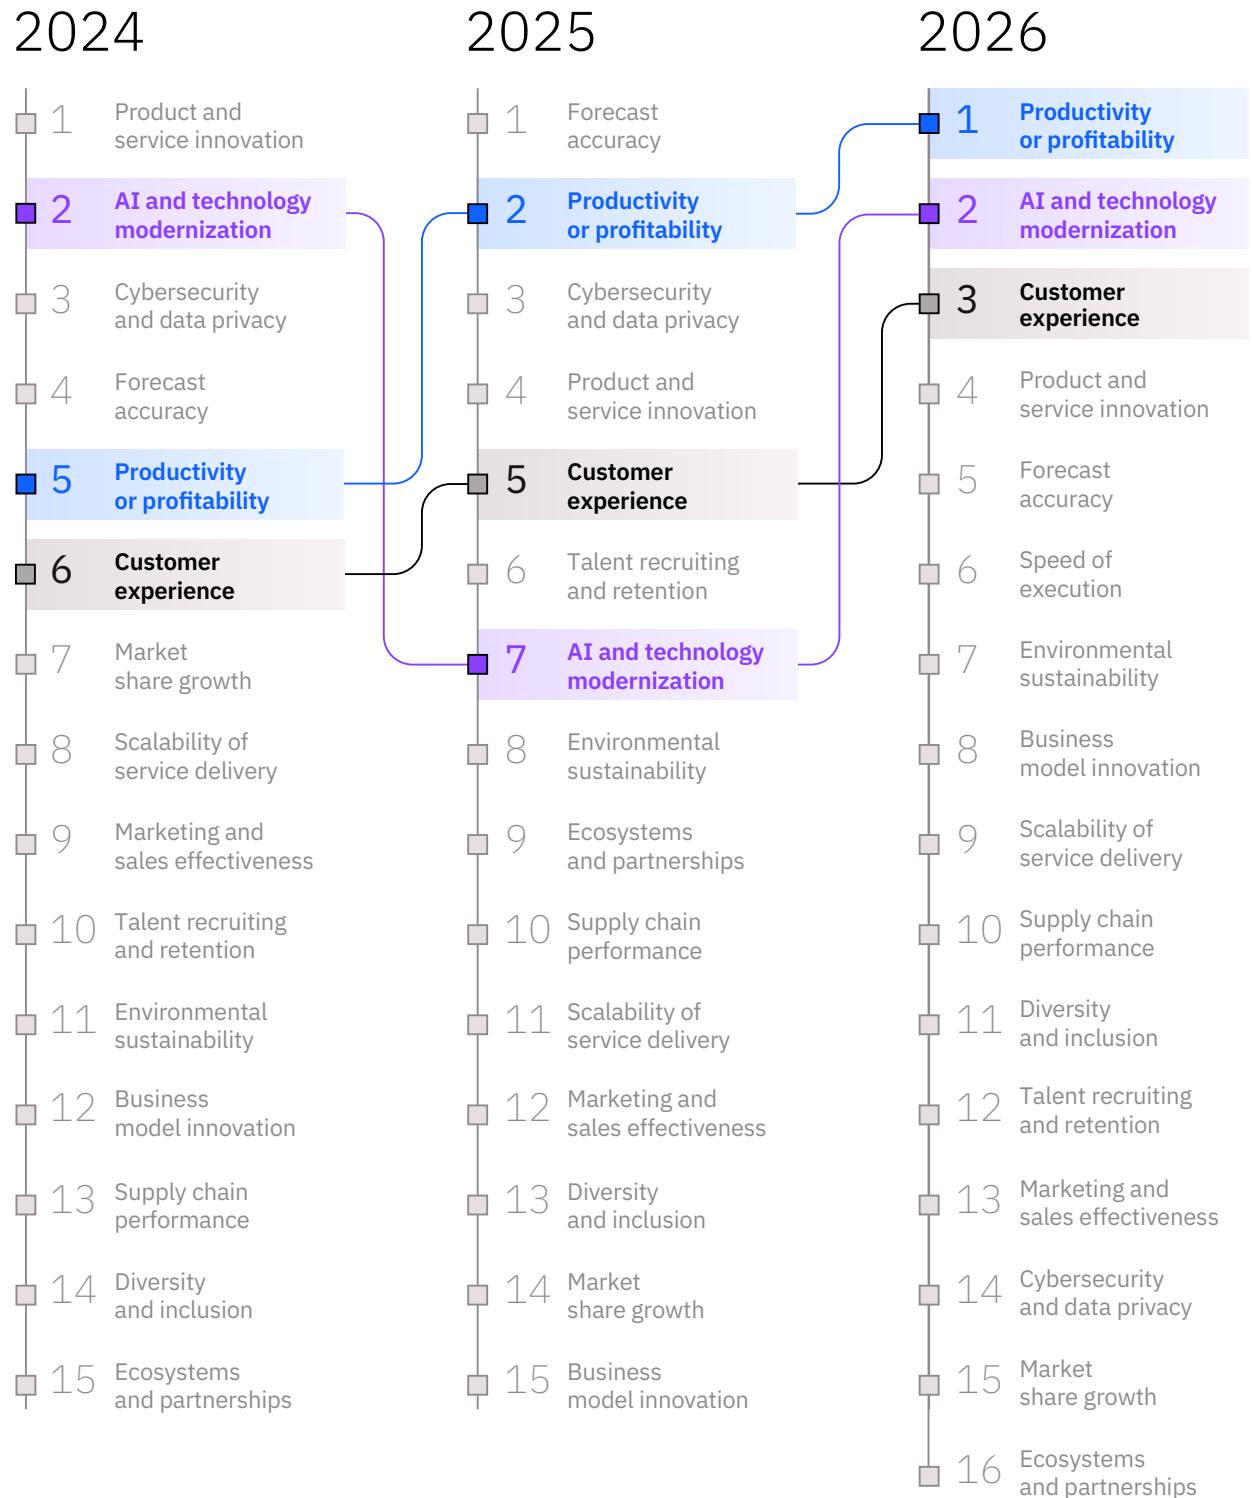 2024
1
Product and
service innovation
2
AI and technology
modernization
3
Cybersecurity
and data privacy
4
Forecast
accuracy
5
Productivity
or profitability
6
Customer
experience
7
Market
share growth
8
Scalability of
service delivery
9
Marketing and
sales effectiveness
10
Talent recruiting
and retention
11
Environmental
sustainability
12
Business
model innovation
13
Supply chain
performance
14
Diversity
and inclusion
15
Ecosystems
and partnerships
2025
1
Forecast
accuracy
2
Productivity
or profitability
3
Cybersecurity
and data privacy
4
Product and
service innovation
5
Customer
experience
6
Talent recruiting
and retention
7
AI and technology
modernization
8
Environmental
sustainability
9
Ecosystems
and partnerships
10
Supply chain
performance
11
Scalability of
service delivery
12
Marketing and
sales effectiveness
13
Diversity
and inclusion
14
Market
share growth
15
Business
model innovation
2026
1
Productivity
or profitability
2
AI and technology
modernization
3
Customer
experience
4
Product and
service innovation
5
Forecast
accuracy
6
Speed of
execution
7
Environmental
sustainability
8
Business
model innovation
9
Scalability of
service delivery
10
Supply chain
performance
11
Diversity
and inclusion
12
Talent recruiting
and retention
13
Marketing and
sales effectiveness
14
Cybersecurity
and data privacy
15
Market
share growth
16
Ecosystems
and partnerships